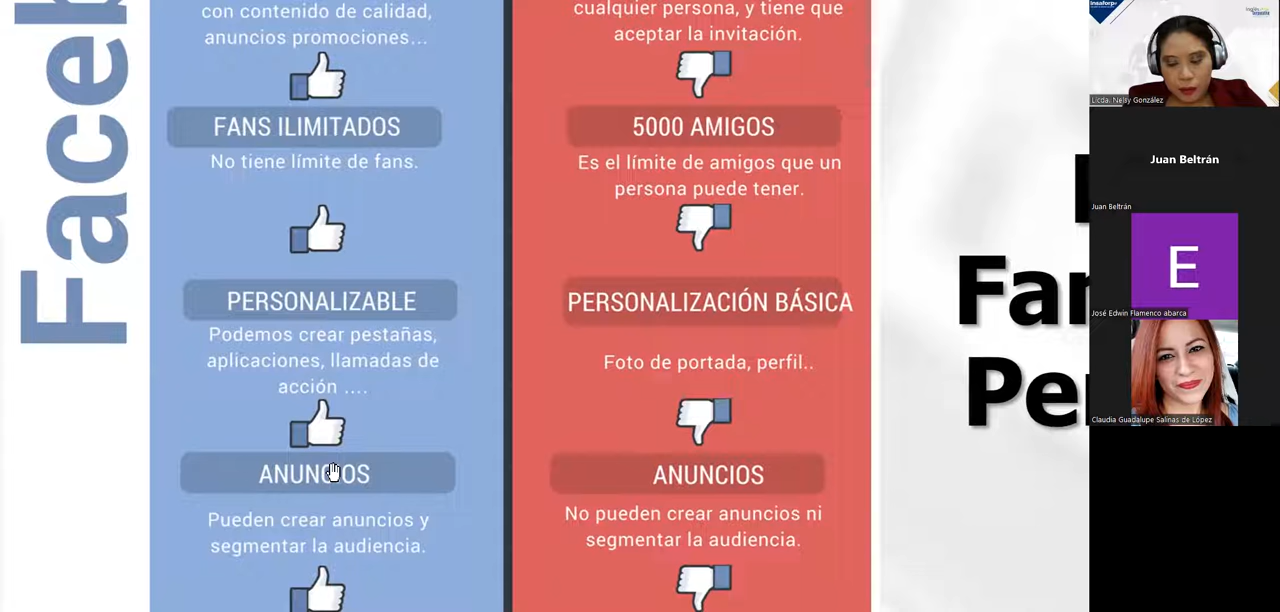 Faceb
con contenido de calidad,
anuncios promociones...
FANS ILIMITADOS
No tiene límite de fans.
PERSONALIZABLE
Podemos crear pestañas,
aplicaciones, llamadas de
acción ....
ANUNCIOS
Pueden crear anuncios y
segmentar la audiencia.
cualquier persona, y tiene que
aceptar la invitación.
5000 AMIGOS
Es el límite de amigos que un
persona puede tener.
PERSONALIZACIÓN BÁSICA
Foto de portada, perfil..
ANUNCIOS
No pueden crear anuncios ni
segmentar la audiencia.
Fan
Pe
Insaforp
Licda. Nelsy González
Juan Beltrán
Juan Beltrán
E
José Edwin Flamenco abarca
Claudia Guadalupe Salinas de López